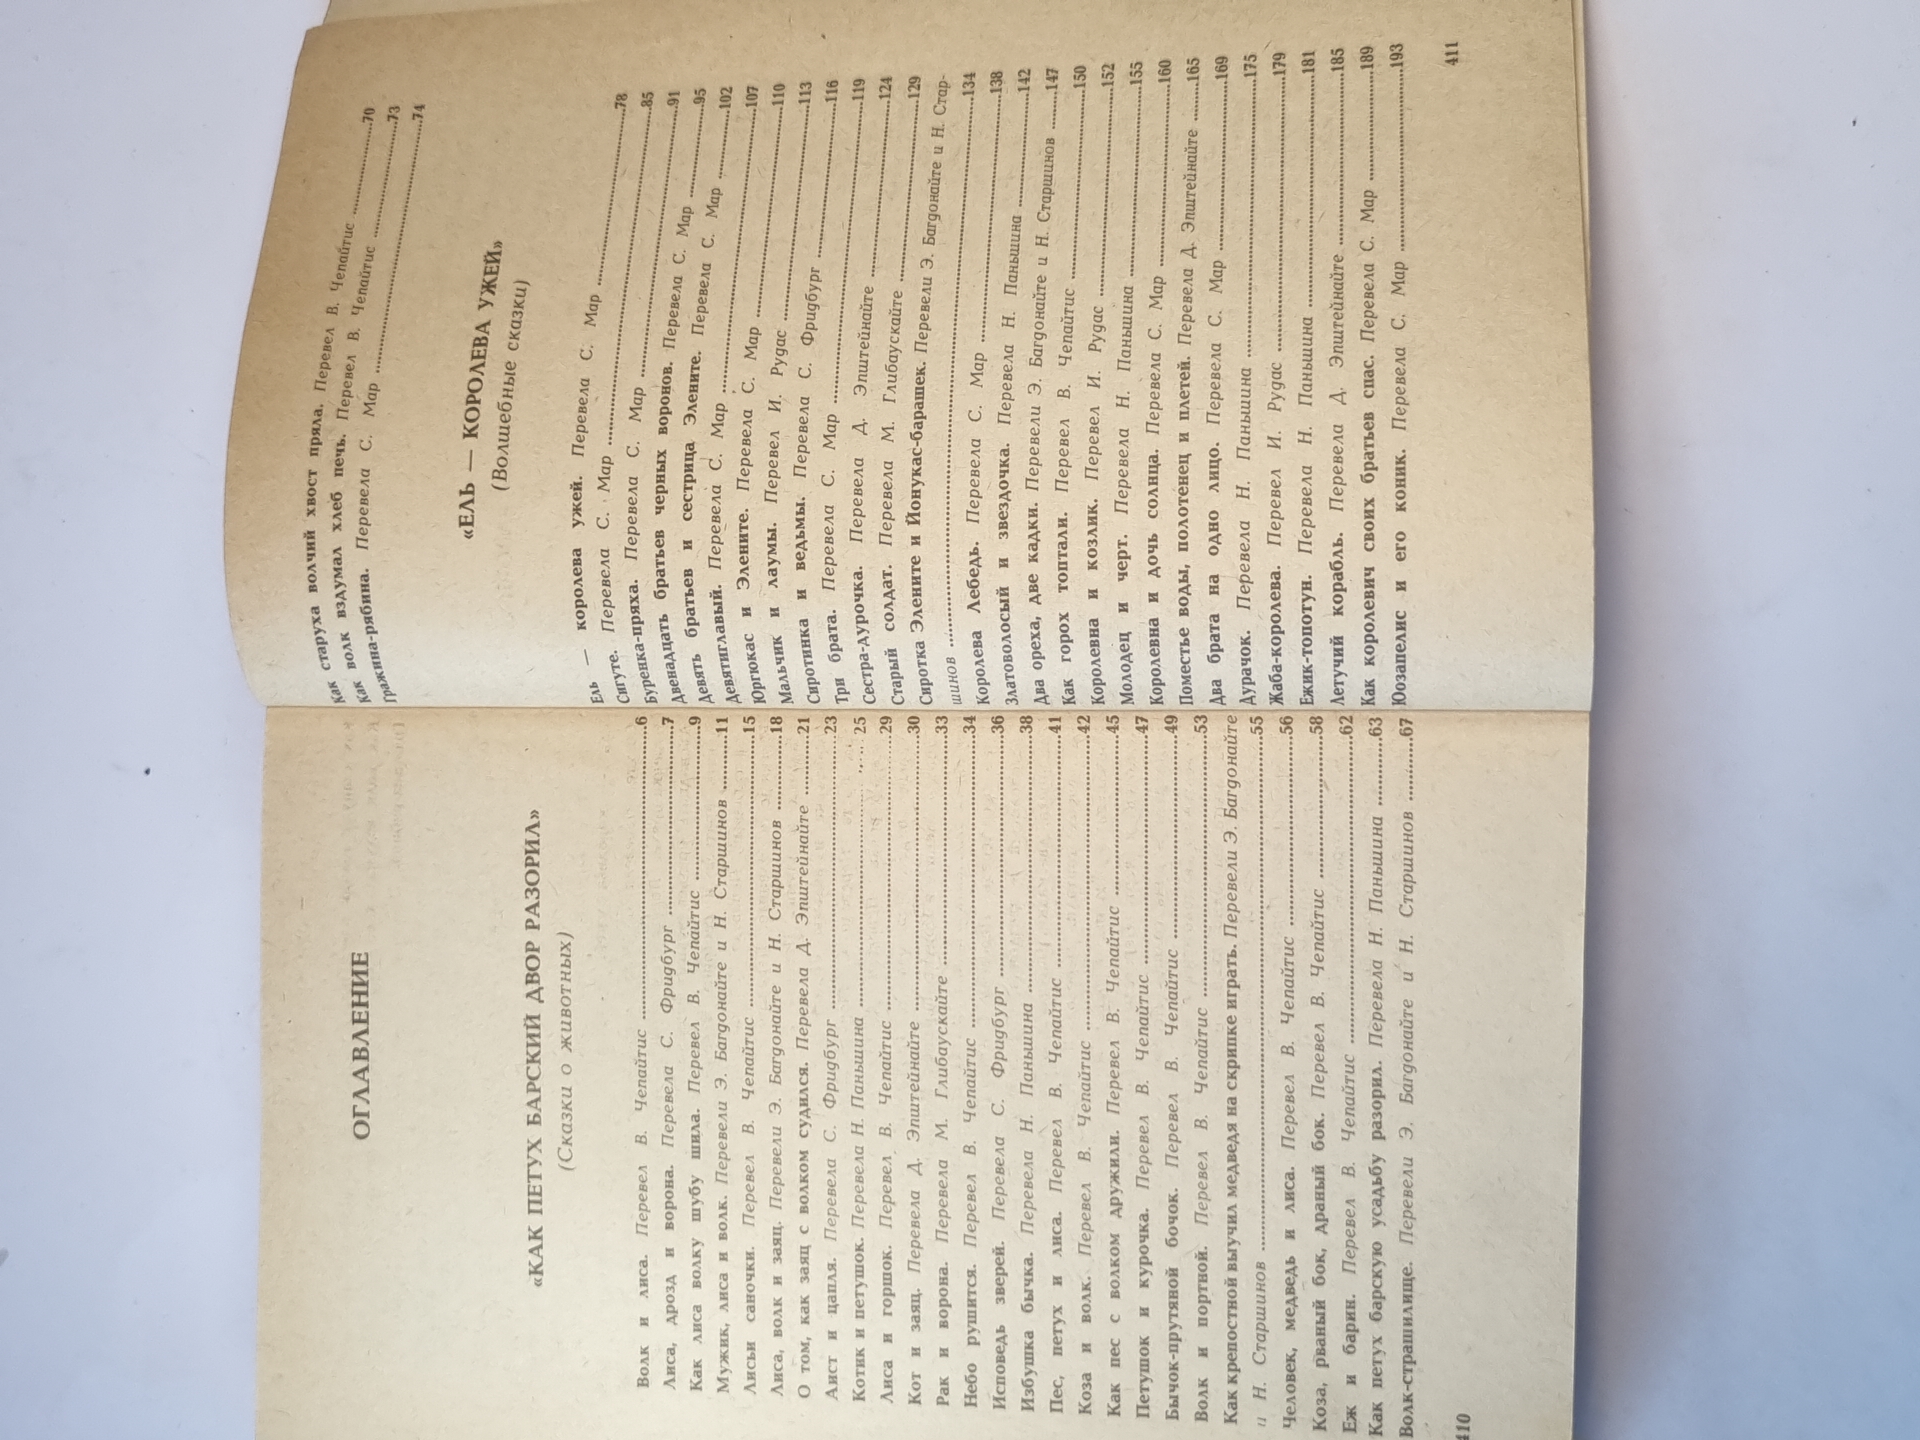 ОГЛАВЛЕНИЕ
«КАК ПЕТУХ БАРСКИЙ ДВОР РАЗОРИЛ»
(Сказки о животных)
Волк и лиса. Перевел В. Чепайтис ........6
Лиса, дрозд и ворона. Перевела С. Фридбург ........7
Как лиса волку шубу шила. Перевел В. Чепайтис ........9
Мужик, лиса и волк. Перевели Э. Багдонайте и Н. Старшинов ........11
Лисьи саночки. Перевел В. Чепайтис ........15
Лиса, волк и заяц. Перевели Э. Багдонайте и Н. Старшинов ........18
О том, как заяц с волком судился. Перевела Д. Эпштейнайте ........21
Аист и цапля. Перевела С. Фридбург ........23
Котик и петушок. Перевела Н. Паньшина ........25
Лиса и горшок. Перевел В. Чепайтис ........29
Кот и заяц. Перевела Д. Эпштейнайте ........30
Рак и ворона. Перевела М. Глибаускайте ........33
Небо рушится. Перевел В. Чепайтис ........34
Исповедь зверей. Перевела С. Фридбург ........36
Избушка бычка. Перевела Н. Паньшина ........38
Пес, петух и лиса. Перевел В. Чепайтис ........41
Коза и волк. Перевел В. Чепайтис ........42
Как пес с волком дружили. Перевел В. Чепайтис ........45
Петушок и курочка. Перевел В. Чепайтис ........47
Бычок-прутяной бочок. Перевел В. Чепайтис ........49
Волк и портной. Перевел В. Чепайтис ........53
Как крепостной выучил медведя на скрипке играть. Перевели Э. Багдонайте
и Н. Старшинов ........55
Человек, медведь и лиса. Перевел В. Чепайтис ........56
Коза, рваный бок, драный бок. Перевел В. Чепайтис ........58
Еж и барин. Перевел В. Чепайтис ........62
Как петух барскую усадьбу разорил. Перевела Н. Паньшина ........63
Волк-страшилище. Перевели Э. Багдонайте и Н. Старшинов ........67
410
Как старуха волчий хвост пряла. Перевел В. Чепайтис ........70
Как волк вздумал хлеб печь. Перевел В. Чепайтис ........73
Гражина-рябина. Перевела С. Мар ........74
«ЕЛЬ — КОРОЛЕВА УЖЕЙ»
(Волшебные сказки)
Ель — королева ужей. Перевела С. Мар ........78
Сигуте. Перевела С. Мар ........85
Буренка-пряха. Перевела С. Мар ........91
Двенадцать братьев черных воронов. Перевела С. Мар ........95
Девять братьев и сестрица Элените. Перевела С. Мар ........102
Девятиглавый. Перевела С. Мар ........107
Юргюкас и Элените. Перевела С. Мар ........110
Мальчик и лаумы. Перевел И. Рудас ........113
Сиротинка и ведьмы. Перевела С. Фридбург ........116
Три брата. Перевела С. Мар ........119
Сестра-дурочка. Перевела Д. Эпштейнайте ........124
Старый солдат. Перевела М. Глибаускайте ........129
Сиротка Элените и Йонукас-барашек. Перевели Э. Багдонайте и Н. Стар-
шинов ........134
Королева Лебедь. Перевела С. Мар ........138
Златоволосый и звездочка. Перевела Н. Паньшина ........142
Два ореха, две кадки. Перевели Э. Багдонайте и Н. Старшинов ........147
Как горох топтали. Перевел В. Чепайтис ........150
Королевна и козлик. Перевел И. Рудас ........152
Молодец и черт. Перевела Н. Паньшина ........155
Королевна и дочь солнца. Перевела С. Мар ........160
Поместье воды, полотенец и плетей. Перевела Д. Эпштейнайте ........165
Два брата на одно лицо. Перевела С. Мар ........169
Дурачок. Перевела Н. Паньшина ........175
Жаба-королева. Перевел И. Рудас ........179
Ежик-топотун. Перевела Н. Паньшина ........181
Летучий корабль. Перевела Д. Эпштейнайте ........185
Как королевич своих братьев спас. Перевела С. Мар ........189
Юозапелис и его коник. Перевела С. Мар ........193
411